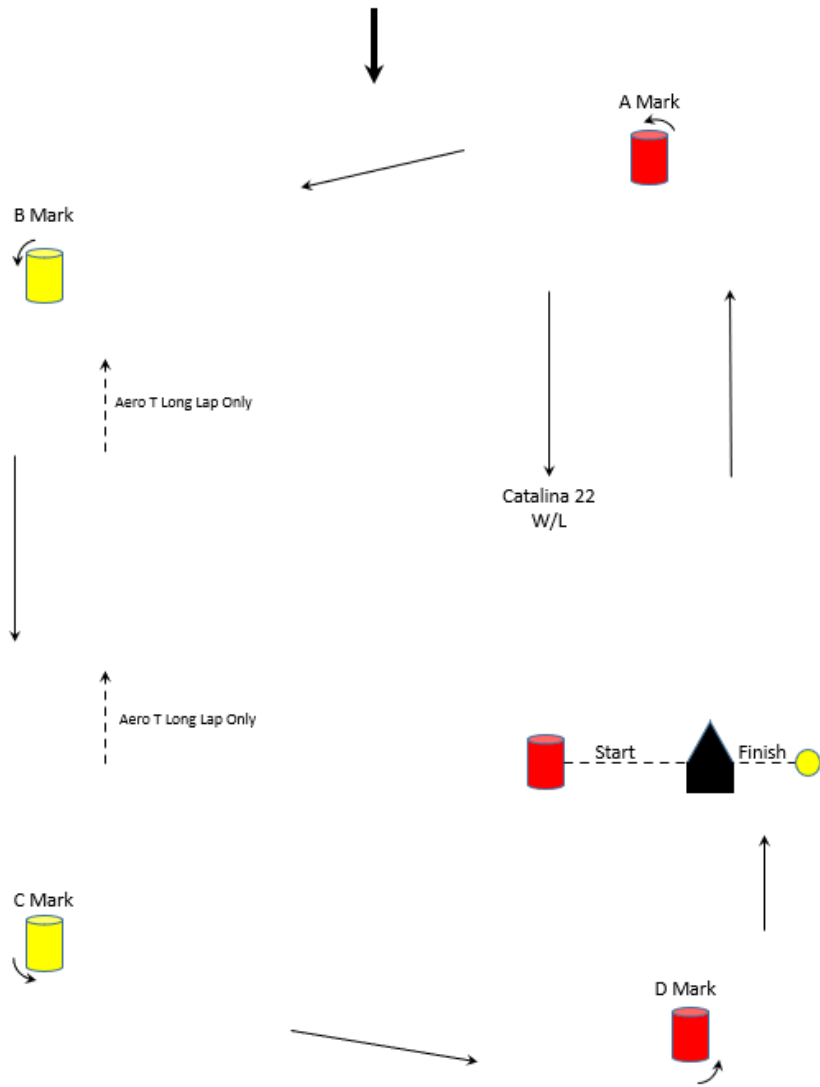 A Mark
B Mark
Aero T Long Lap Only
Catalina 22
W/L
Aero T Long Lap Only
Start
Finish
C Mark
D Mark